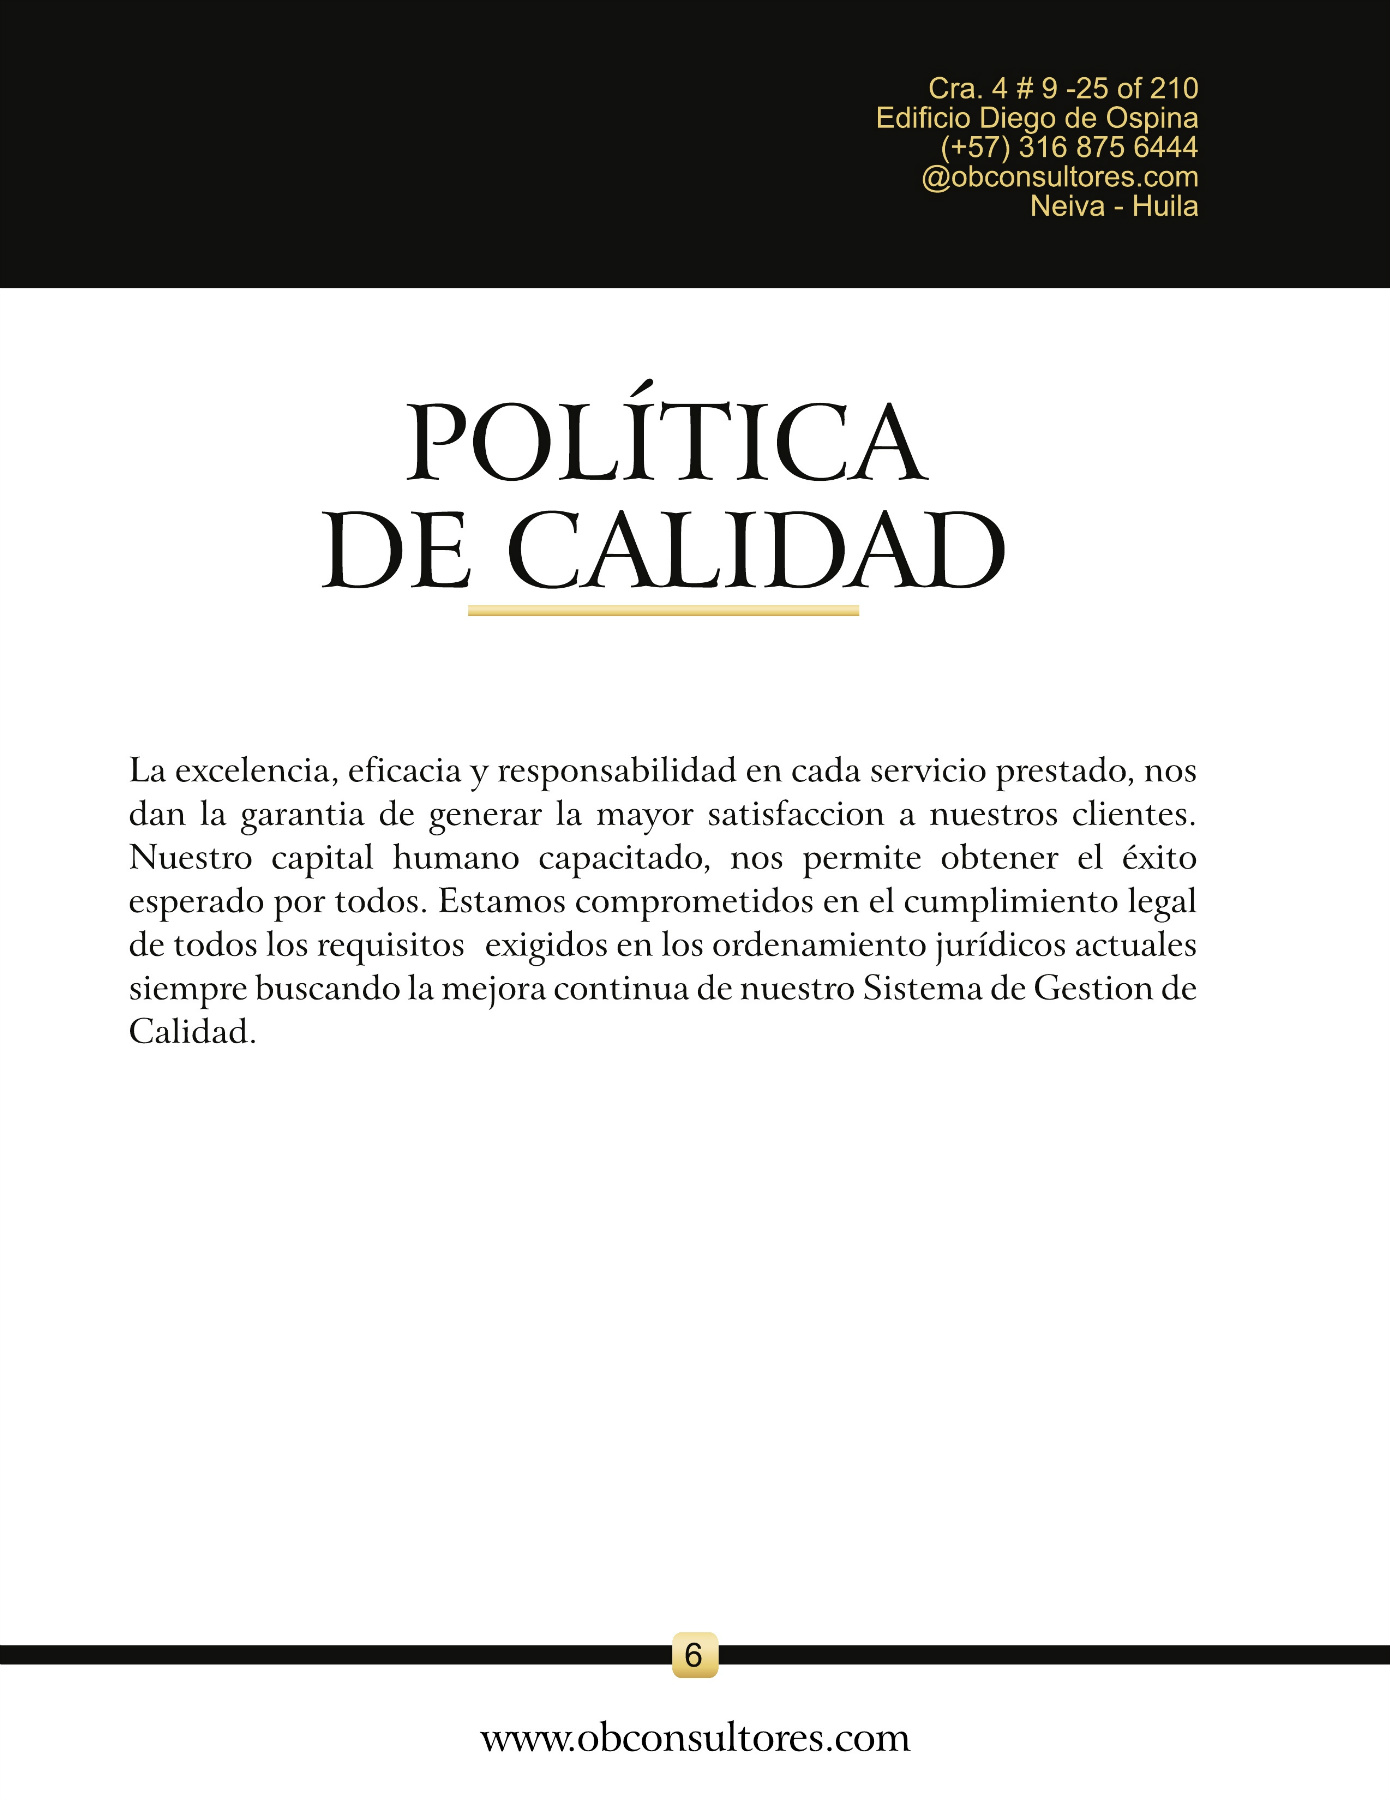 Cra. 4 # 9 -25 of 210
Edificio Diego de Ospina
(+57) 316 875 6444
@obconsultores.com
Neiva - Huila
POLÍTICA
DE CALIDAD
La excelencia, eficacia y responsabilidad en cada servicio prestado, nos
dan la garantia de generar la mayor satisfaccion a nuestros clientes.
Nuestro capital humano capacitado, nos permite obtener el éxito
esperado por todos. Estamos comprometidos en el cumplimiento legal
de todos los requisitos  exigidos en los ordenamiento jurídicos actuales
siempre buscando la mejora continua de nuestro Sistema de Gestion de
Calidad.
6
www.obconsultores.com